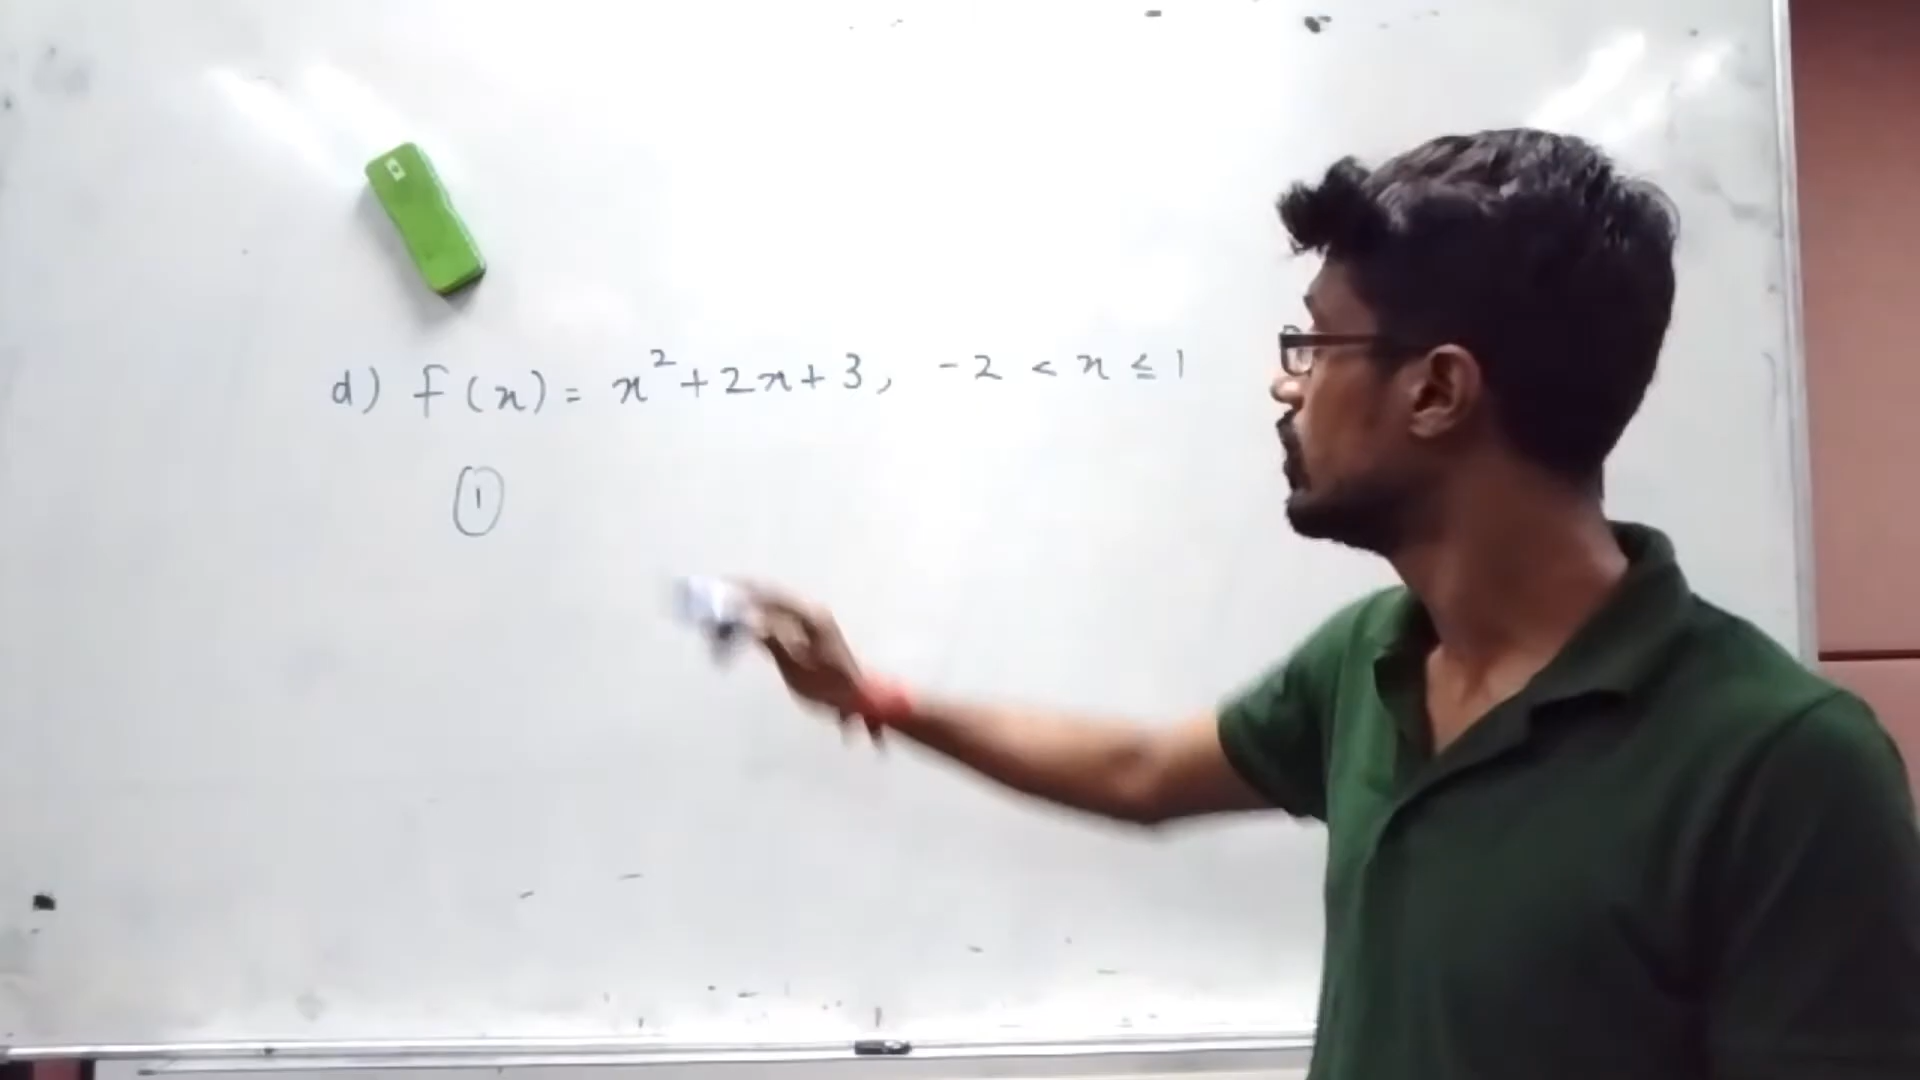 d) f(x) = x² + 2x + 3, -2 < x ≤ 1
①